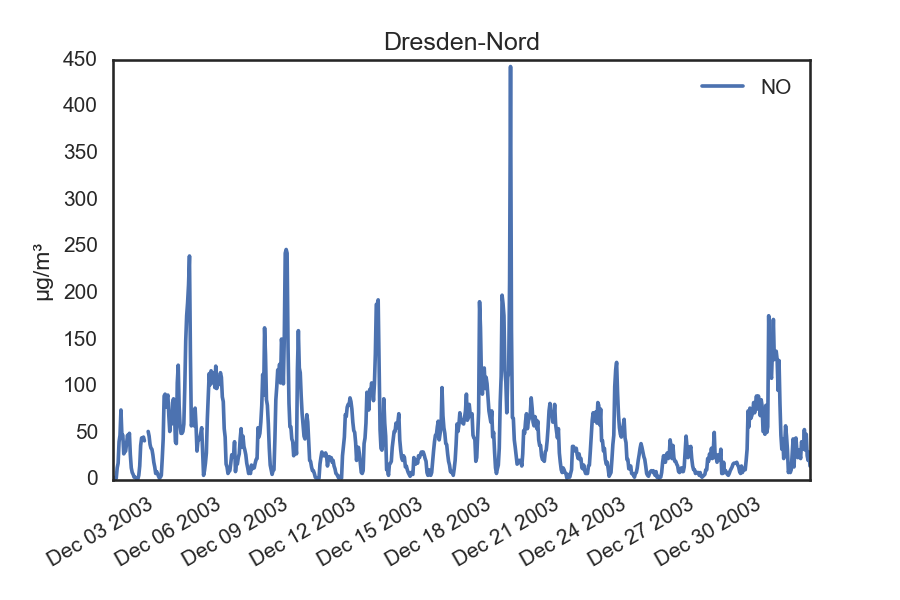 Dresden-Nord
450
400
350
300
250
200
150
100
50
0
µg/m³
NO
Dec 03 2003
Dec 06 2003
Dec 09 2003
Dec 12 2003
Dec 15 2003
Dec 18 2003
Dec 21 2003
Dec 24 2003
Dec 27 2003
Dec 30 2003